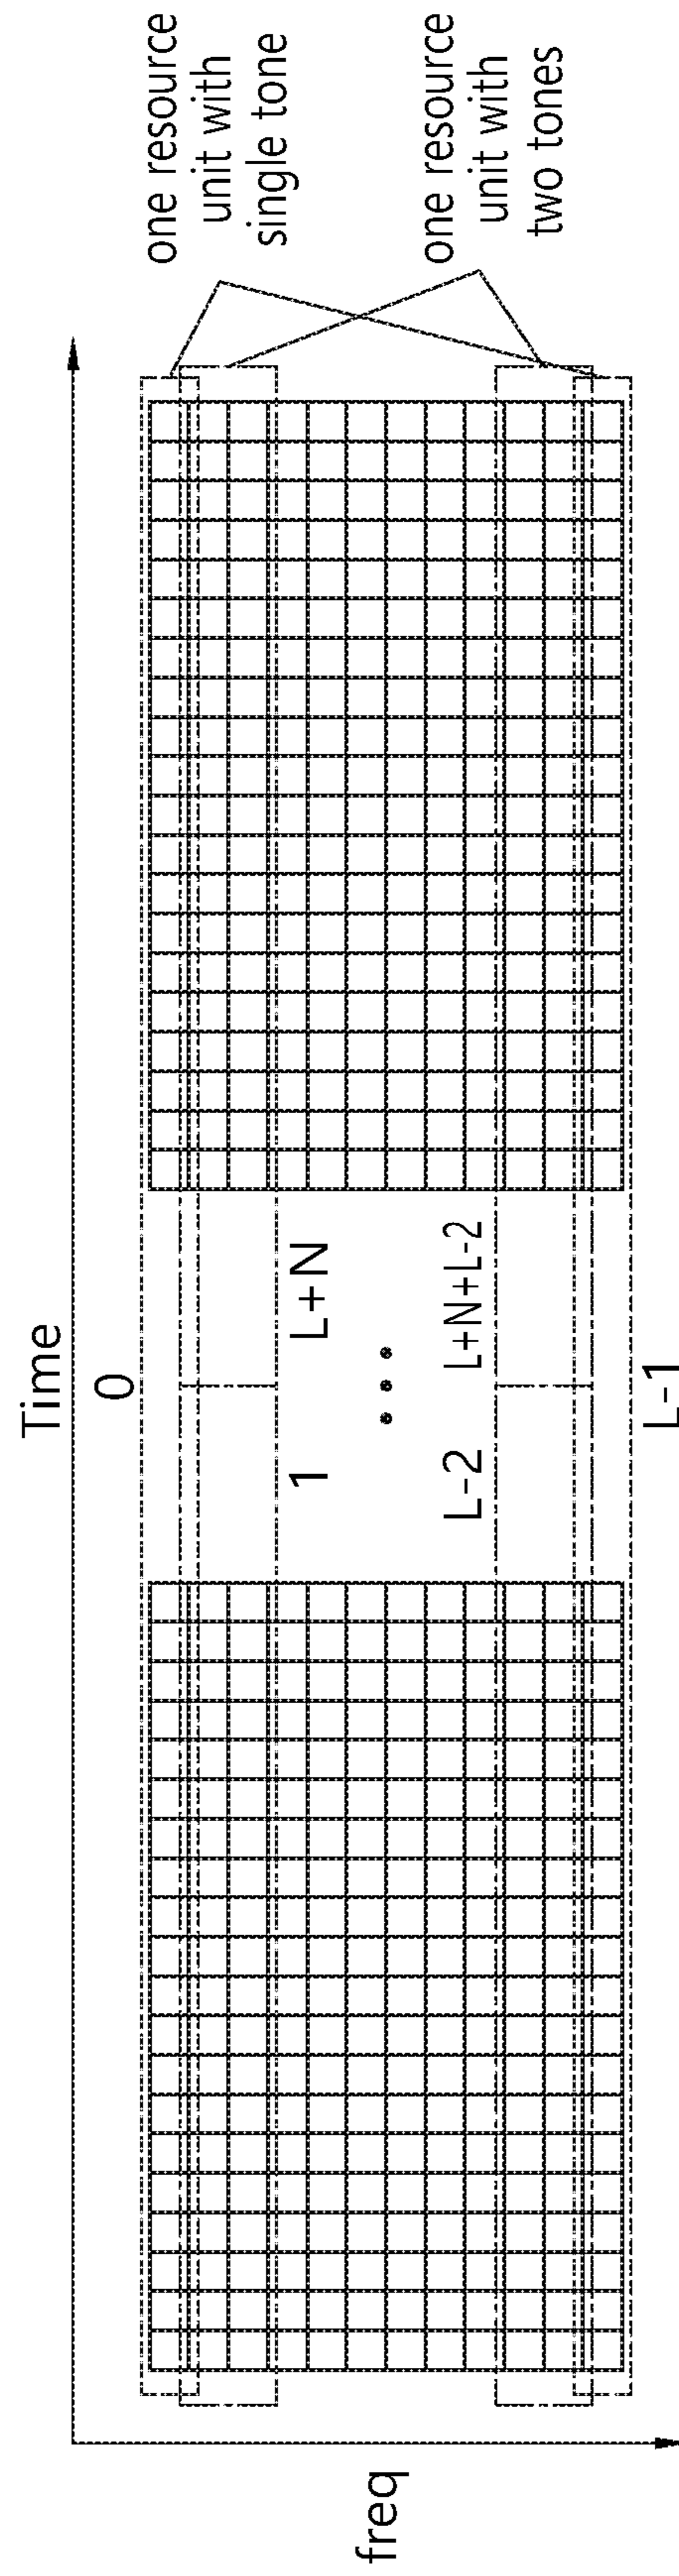 Time
0
one resource
unit with
single tone
1
L+N
•••
L-2
L+N+L-2
one resource
unit with
two tones
L-1
freq